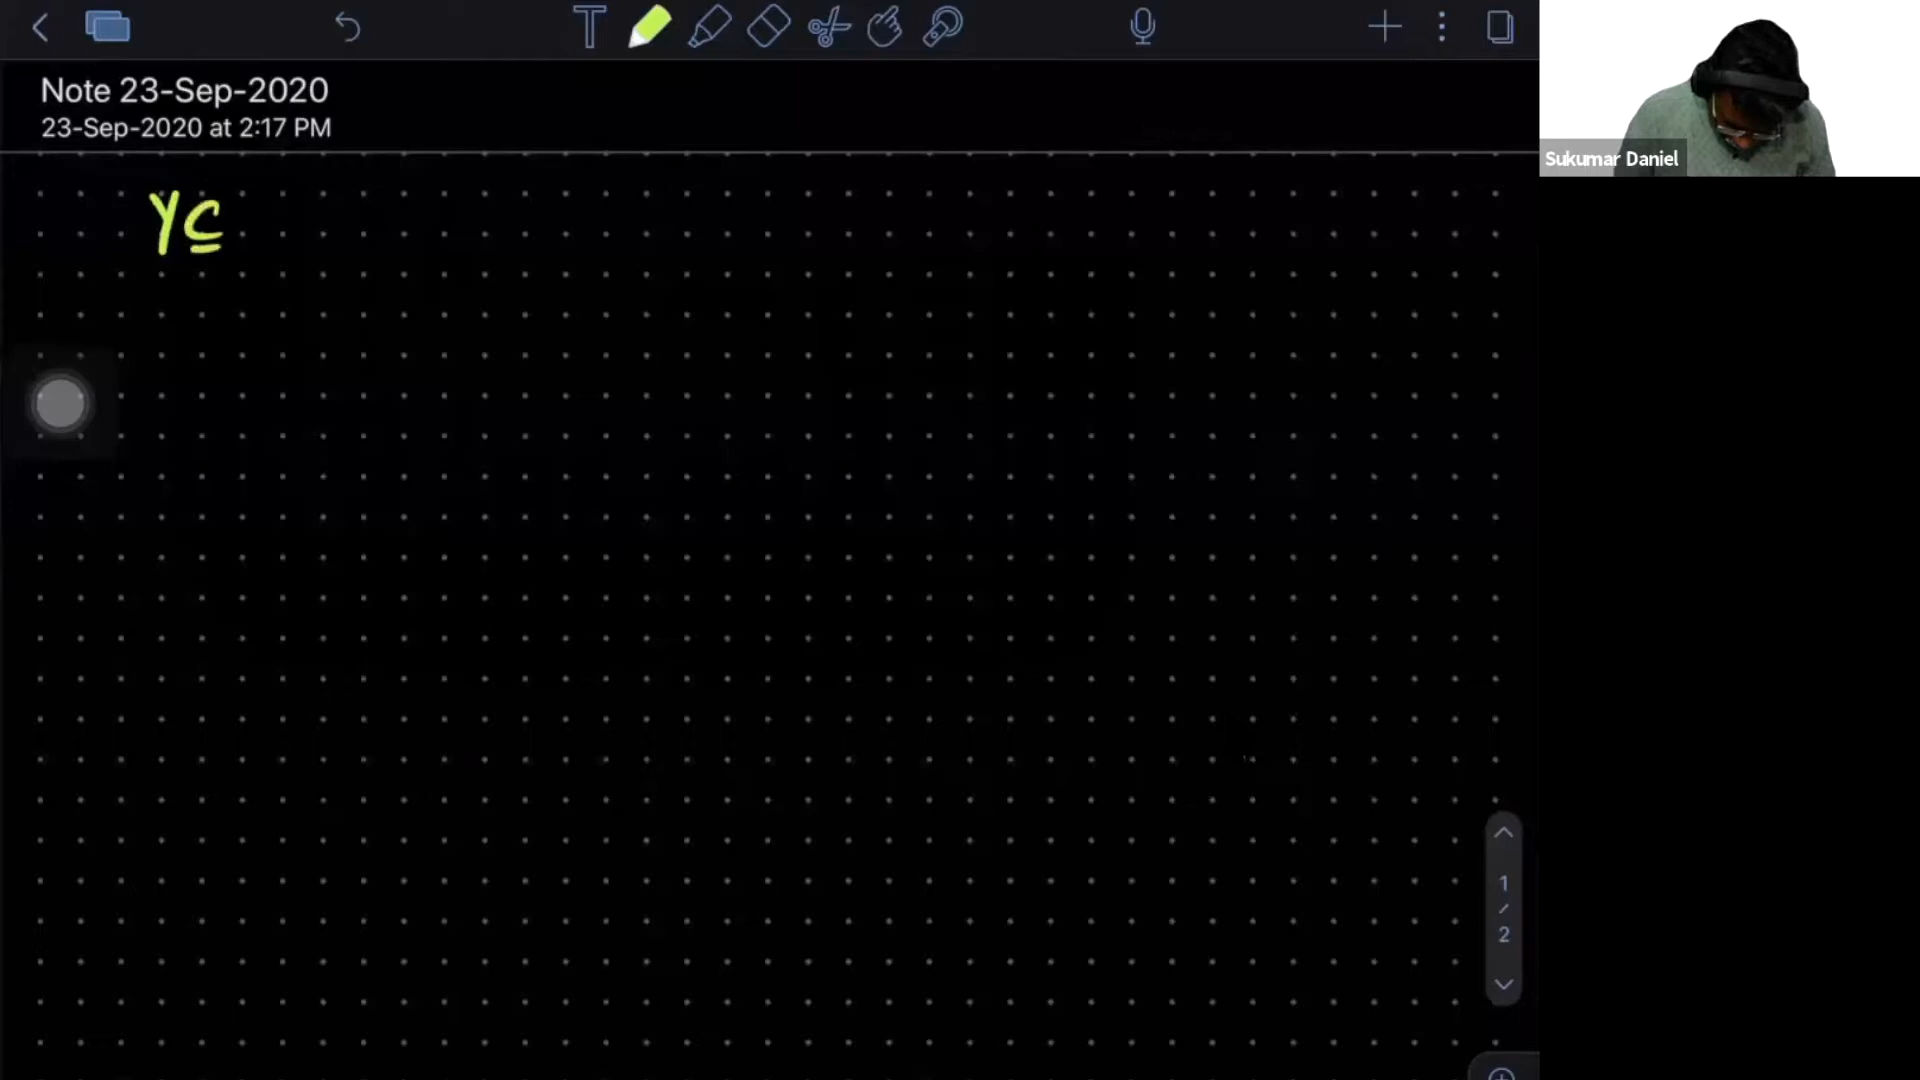 Note 23-Sep-2020
23-Sep-2020 at 2:17 PM
Sukumar Daniel
YC
1
/
2